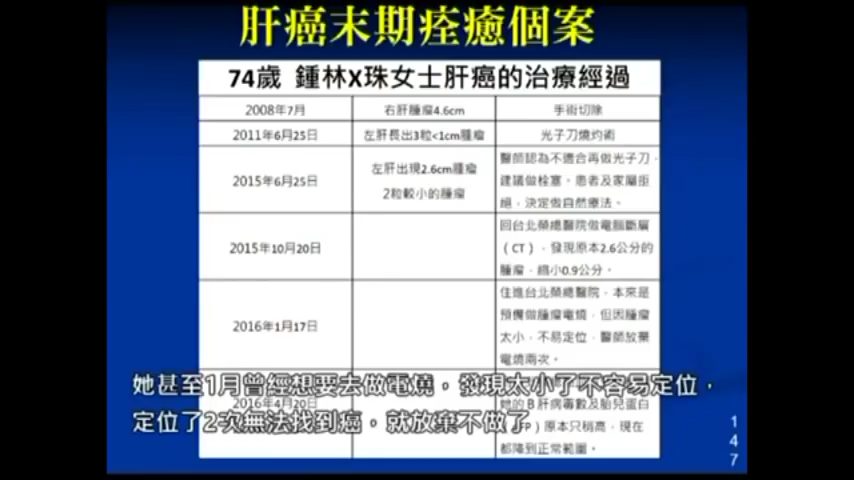 肝癌末期痊癒個案
74歲 鍾林X珠女士肝癌的治療經過
2008年7月 右肝腫瘤4.6cm 手術切除
2011年6月25日 左肝長出3粒<1cm腫瘤 光子刀燒灼術
2015年6月25日
左肝出現2.6cm腫瘤
2粒較小的腫瘤
醫師認為不適合再做光子刀，
建議做栓塞。患者及家屬拒
絕，決定做自然療法。
2015年10月20日
回台北榮總醫院做電腦斷層
（CT），發現原本2.6公分的
腫瘤，縮小0.9公分。
2016年1月17日
住進台北榮總醫院，本來是
預備做腫瘤電燒，但因腫瘤
太小，不易定位，醫師放棄
電燒兩次。
2016年4月20日
她的B肝病毒數及胎兒蛋白
FP）原本只稍高，現在
都降到正常範圍。
她甚至1月曾經想要去做電燒，發現太小了不容易定位，
定位了2次無法找到癌，就放棄不做了
147